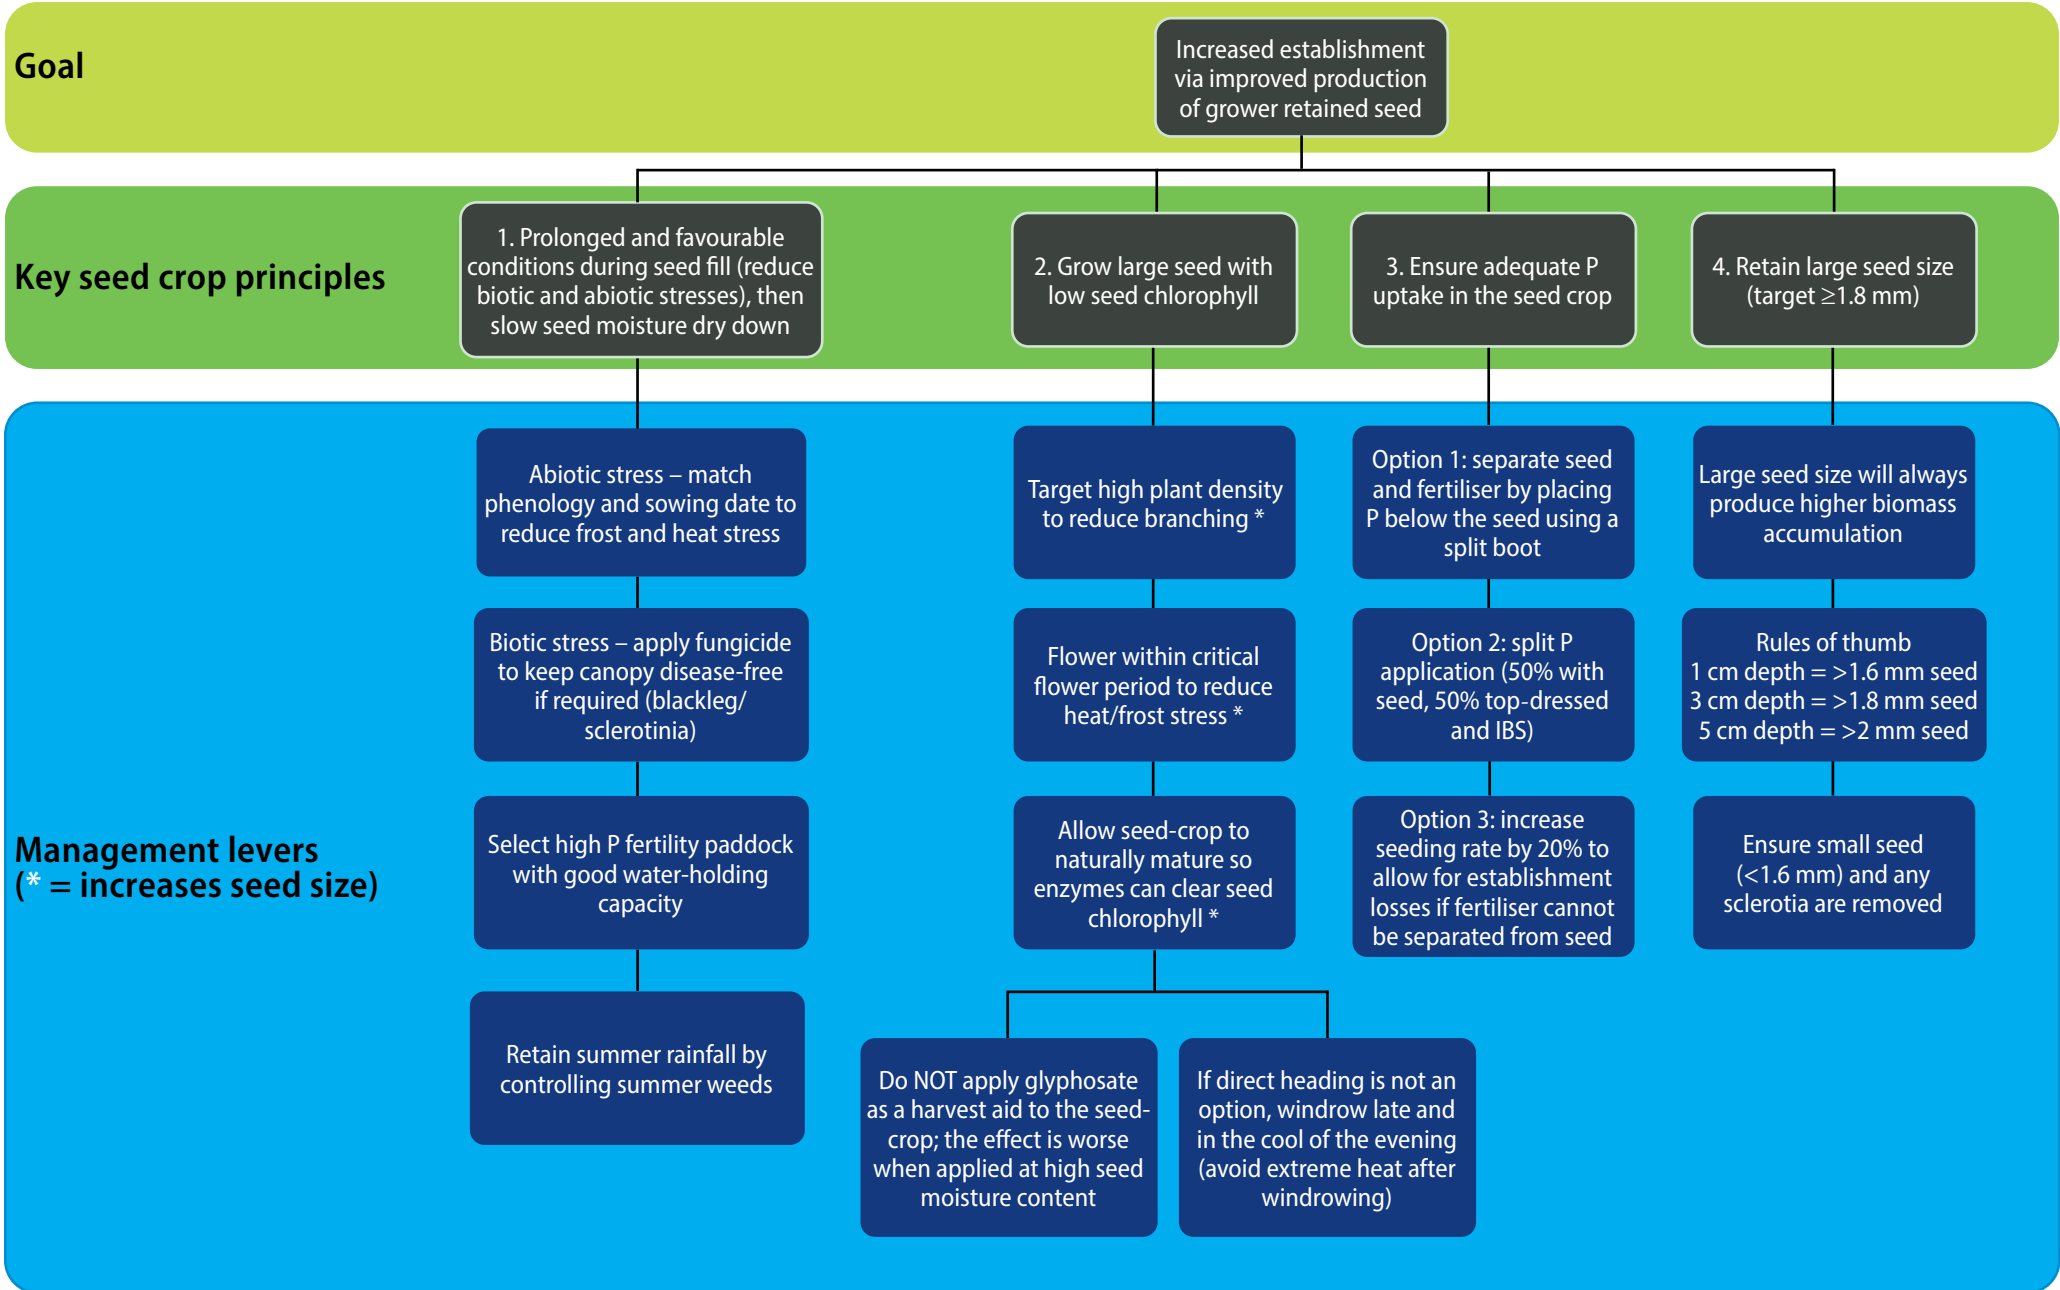 Goal
Increased establishment
via improved production
of grower retained seed
Key seed crop principles
1. Prolonged and favourable
conditions during seed fill (reduce
biotic and abiotic stresses), then
slow seed moisture dry down
2. Grow large seed with
low seed chlorophyll
3. Ensure adequate P
uptake in the seed crop
4. Retain large seed size
(target ≥1.8 mm)
Management levers
(* = increases seed size)
Abiotic stress – match
phenology and sowing date to
reduce frost and heat stress
Biotic stress – apply fungicide
to keep canopy disease-free
if required (blackleg/
sclerotinia)
Select high P fertility paddock
with good water-holding
capacity
Retain summer rainfall by
controlling summer weeds
Target high plant density
to reduce branching *
Flower within critical
flower period to reduce
heat/frost stress *
Allow seed-crop to
naturally mature so
enzymes can clear seed
chlorophyll *
Do NOT apply glyphosate
as a harvest aid to the seed-
crop; the effect is worse
when applied at high seed
moisture content
If direct heading is not an
option, windrow late and
in the cool of the evening
(avoid extreme heat after
windrowing)
Option 1: separate seed
and fertiliser by placing
P below the seed using a
split boot
Option 2: split P
application (50% with
seed, 50% top-dressed
and IBS)
Option 3: increase
seeding rate by 20% to
allow for establishment
losses if fertiliser cannot
be separated from seed
Large seed size will always
produce higher biomass
accumulation
Rules of thumb
1 cm depth = >1.6 mm seed
3 cm depth = >1.8 mm seed
5 cm depth = >2 mm seed
Ensure small seed
(<1.6 mm) and any
sclerotia are removed